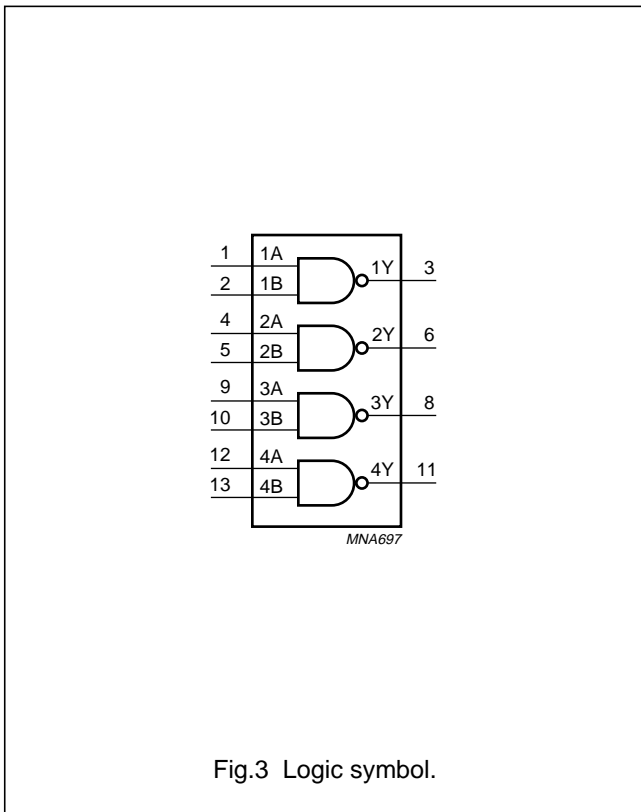 1 1A 1Y 3
2 1B
4 2A 2Y 6
5 2B
9 3A 3Y 8
10 3B
12 4A 4Y 11
13 4B
MNA697
Fig.3 Logic symbol.